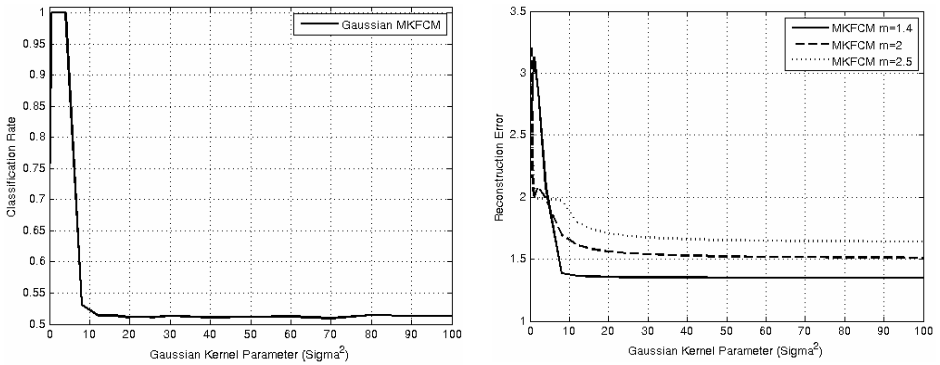 Gaussian MKFCM
Classification Rate
1
0.95
0.9
0.85
0.8
0.75
0.7
0.65
0.6
0.55
0.5
0 10 20 30 40 50 60 70 80 90 100
Gaussian Kernel Parameter (Sigma²)
MKFCM m=1.4
MKFCM m=2
MKFCM m=2.5
Reconstruction Error
3.5
3
2.5
2
1.5
1
0 10 20 30 40 50 60 70 80 90 100
Gaussian Kernel Parameter (Sigma²)